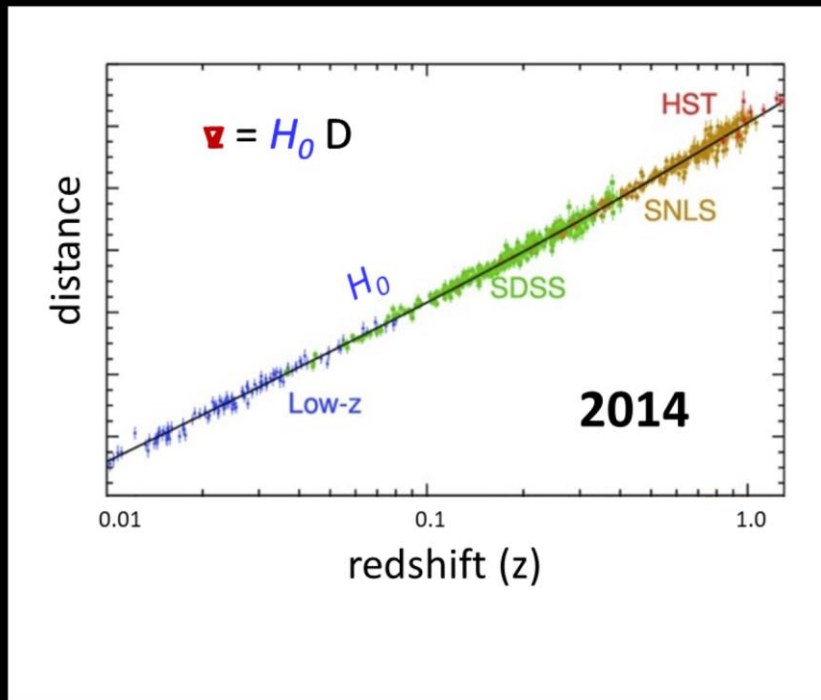 HST
v = H₀ D
SNLS
distance
H₀
SDSS
Low-z
2014
0.01 0.1 1.0
redshift (z)